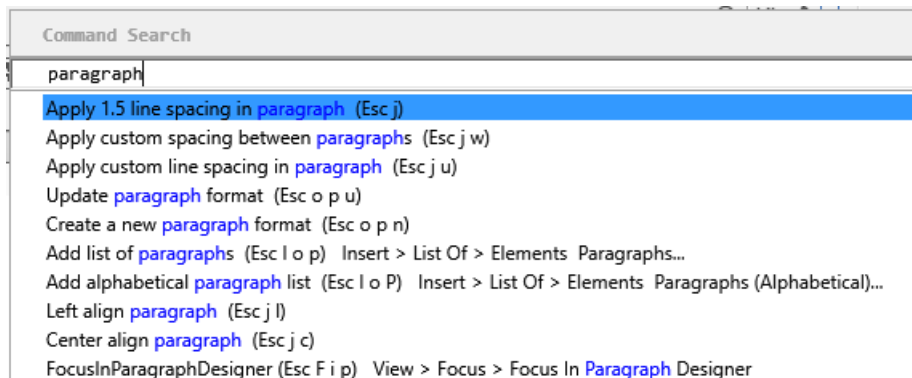 Command Search
paragraph
Apply 1.5 line spacing in paragraph (Esc j)
Apply custom spacing between paragraphs (Esc j w)
Apply custom line spacing in paragraph (Esc j u)
Update paragraph format (Esc o p u)
Create a new paragraph format (Esc o p n)
Add list of paragraphs (Esc l o p) Insert > List Of > Elements Paragraphs...
Add alphabetical paragraph list (Esc l o P) Insert > List Of > Elements Paragraphs (Alphabetical)...
Left align paragraph (Esc j l)
Center align paragraph (Esc j c)
FocusInParagraphDesigner (Esc F i p) View > Focus > Focus In Paragraph Designer